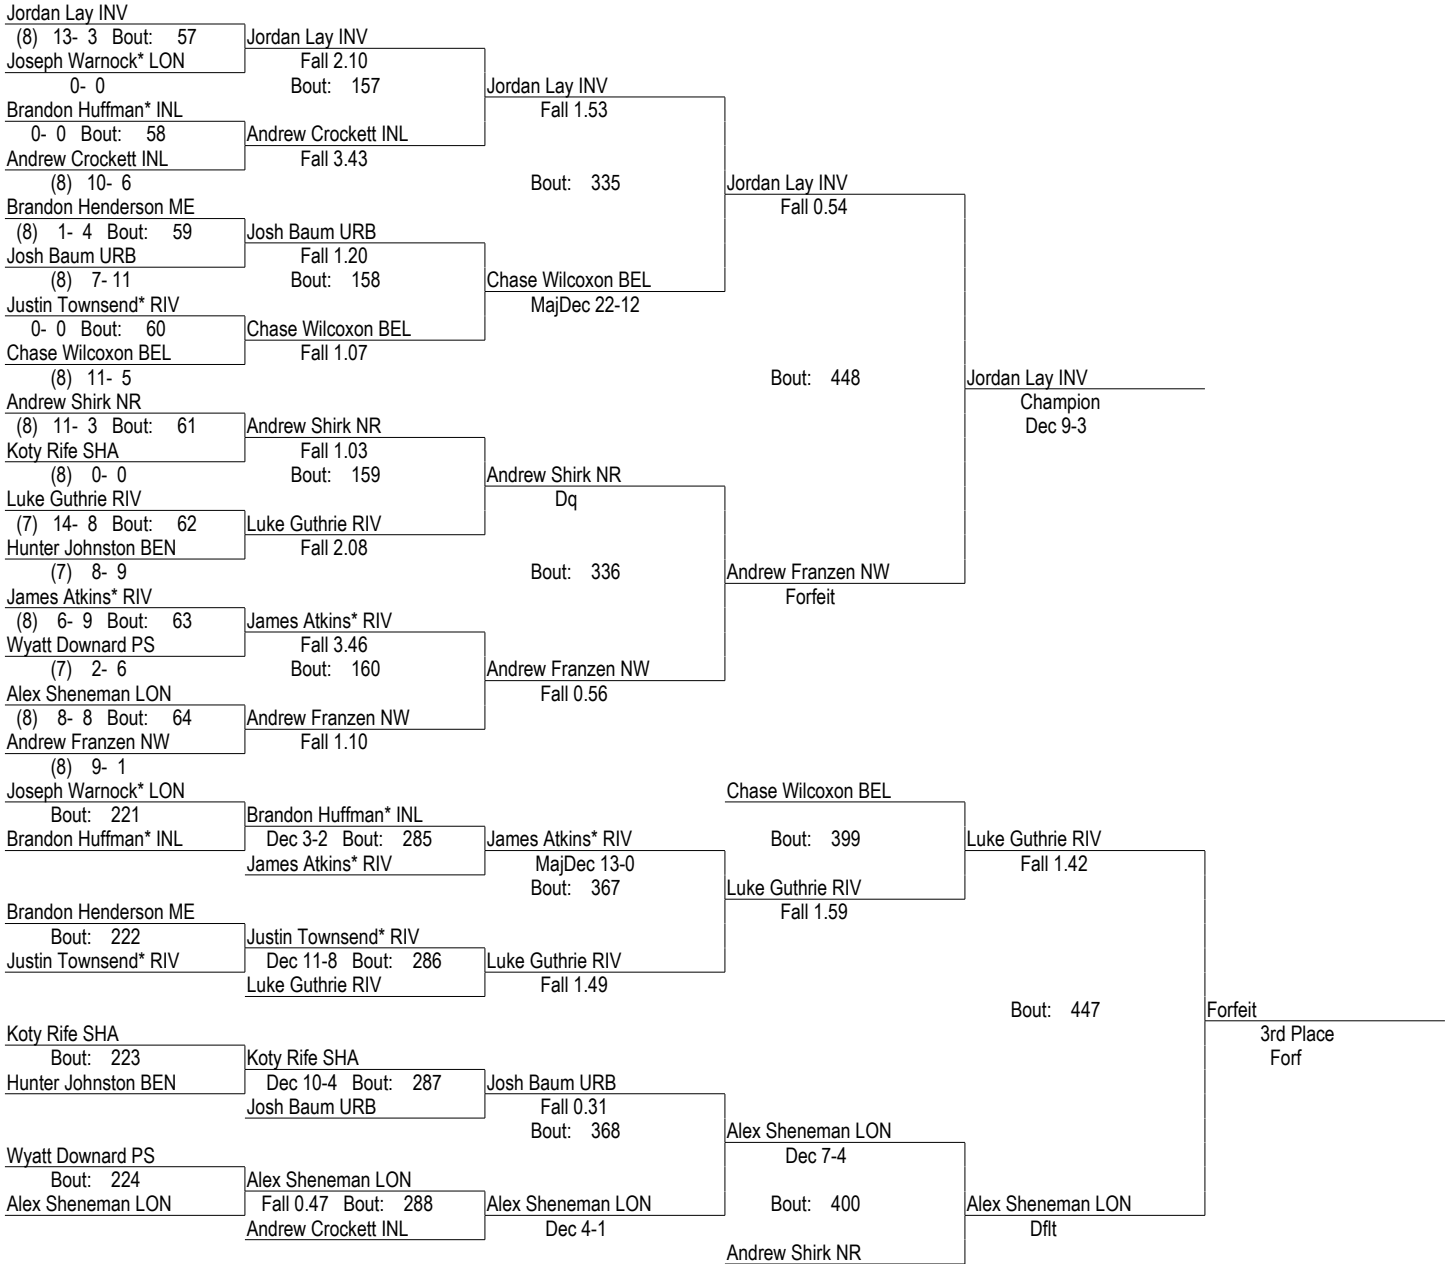 Jordan Lay INV
(8) 13- 3 Bout: 57 Jordan Lay INV
Joseph Warnock* LON Fall 2.10
0- 0 Bout: 157 Jordan Lay INV
Brandon Huffman* INL Fall 1.53
0- 0 Bout: 58 Andrew Crockett INL
Andrew Crockett INL Fall 3.43
(8) 10- 6 Bout: 335 Jordan Lay INV
Brandon Henderson ME Fall 0.54
(8) 1- 4 Bout: 59 Josh Baum URB
Josh Baum URB Fall 1.20
(8) 7- 11 Bout: 158 Chase Wilcoxon BEL
Justin Townsend* RIV MajDec 22-12
0- 0 Bout: 60 Chase Wilcoxon BEL
Chase Wilcoxon BEL Fall 1.07
(8) 11- 5 Bout: 448 Jordan Lay INV
Andrew Shirk NR Champion
(8) 11- 3 Bout: 61 Andrew Shirk NR Dec 9-3
Koty Rife SHA Fall 1.03
(8) 0- 0 Bout: 159 Andrew Shirk NR
Luke Guthrie RIV Dq
(7) 14- 8 Bout: 62 Luke Guthrie RIV
Hunter Johnston BEN Fall 2.08
(7) 8- 9 Bout: 336 Andrew Franzen NW
James Atkins* RIV Forfeit
(8) 6- 9 Bout: 63 James Atkins* RIV
Wyatt Downard PS Fall 3.46
(7) 2- 6 Bout: 160 Andrew Franzen NW
Alex Sheneman LON Fall 0.56
(8) 8- 8 Bout: 64 Andrew Franzen NW
Andrew Franzen NW Fall 1.10
(8) 9- 1
Joseph Warnock* LON Chase Wilcoxon BEL
Bout: 221 Brandon Huffman* INL
Brandon Huffman* INL Dec 3-2 Bout: 285 James Atkins* RIV Bout: 399 Luke Guthrie RIV
James Atkins* RIV MajDec 13-0 Fall 1.42
Bout: 367 Luke Guthrie RIV
Brandon Henderson ME Fall 1.59
Bout: 222 Justin Townsend* RIV
Justin Townsend* RIV Dec 11-8 Bout: 286 Luke Guthrie RIV
Luke Guthrie RIV Fall 1.49
Bout: 447 Forfeit
Koty Rife SHA 3rd Place
Bout: 223 Koty Rife SHA Forf
Hunter Johnston BEN Dec 10-4 Bout: 287 Josh Baum URB
Josh Baum URB Fall 0.31
Bout: 368 Alex Sheneman LON
Wyatt Downard PS Dec 7-4
Bout: 224 Alex Sheneman LON
Alex Sheneman LON Fall 0.47 Bout: 288 Alex Sheneman LON Bout: 400 Alex Sheneman LON
Andrew Crockett INL Dec 4-1 Dflt
Andrew Shirk NR